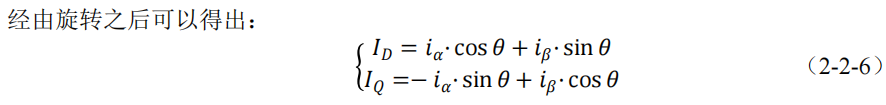 经由旋转之后可以得出：
I_D = i_α· cos θ + i_β· sin θ
I_Q =− i_α· sin θ + i_β· cos θ
（2-2-6）